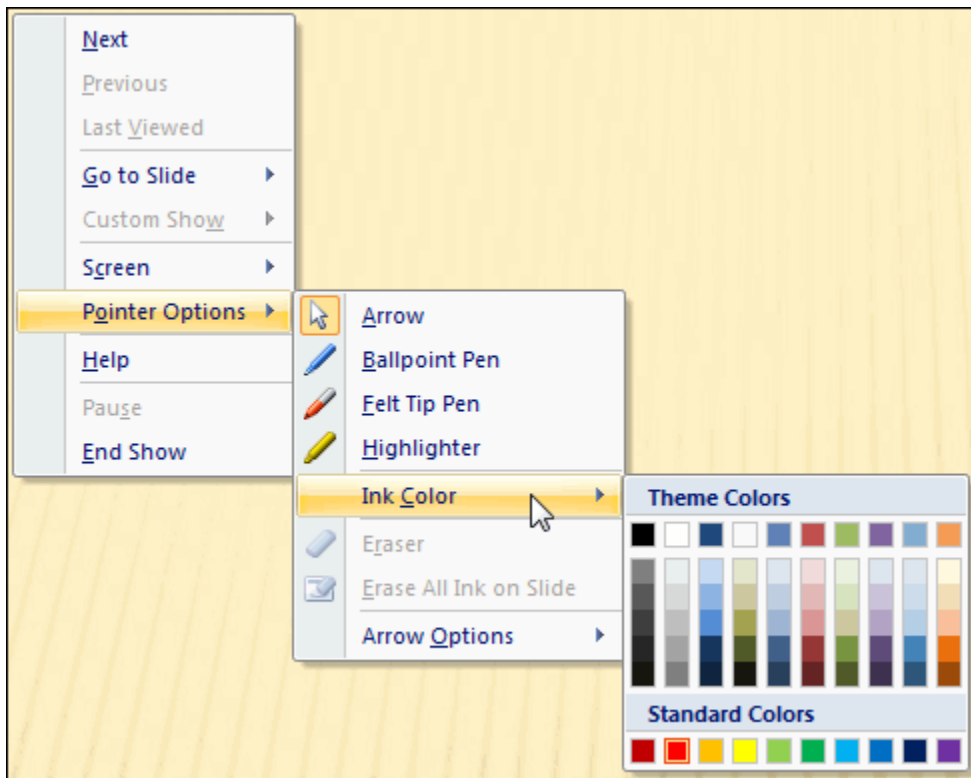 Next
Previous
Last Viewed
Go to Slide
Custom Show
Screen
Pointer Options
Help
Pause
End Show
Arrow
Ballpoint Pen
Felt Tip Pen
Highlighter
Ink Color
Eraser
Erase All Ink on Slide
Arrow Options
Theme Colors
Standard Colors